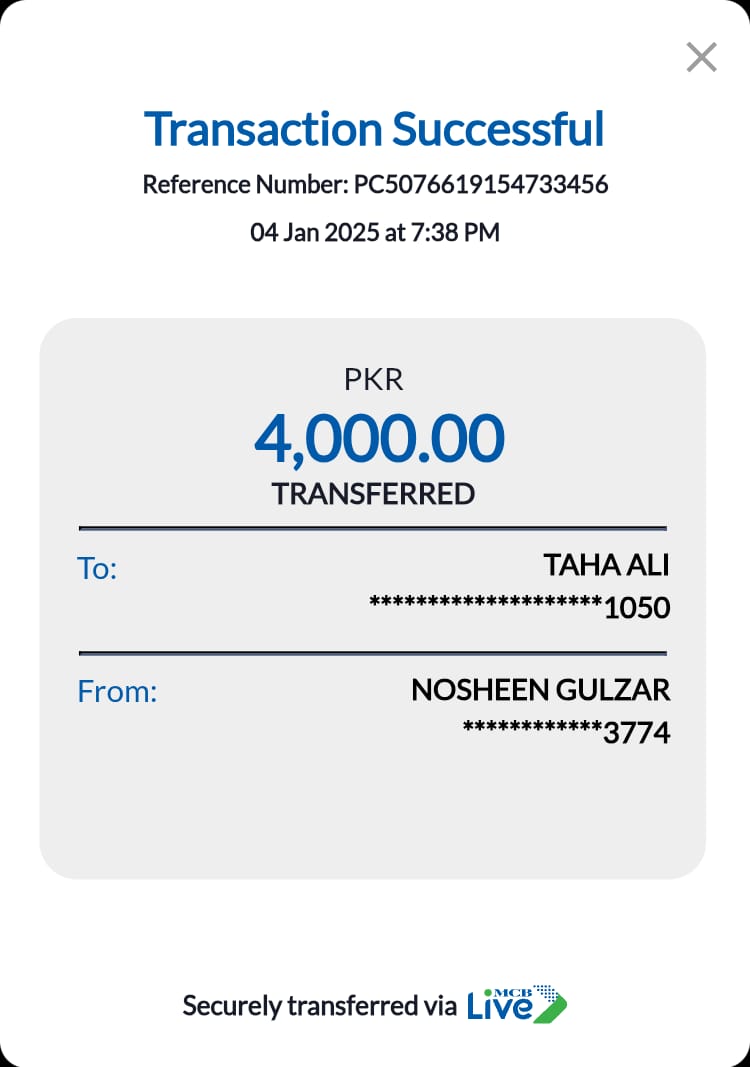 Transaction Successful
Reference Number: PC5076619154733456
04 Jan 2025 at 7:38 PM
PKR
4,000.00
TRANSFERRED
To: TAHA ALI
********************1050
From: NOSHEEN GULZAR
************3774
Securely transferred via MCB Live